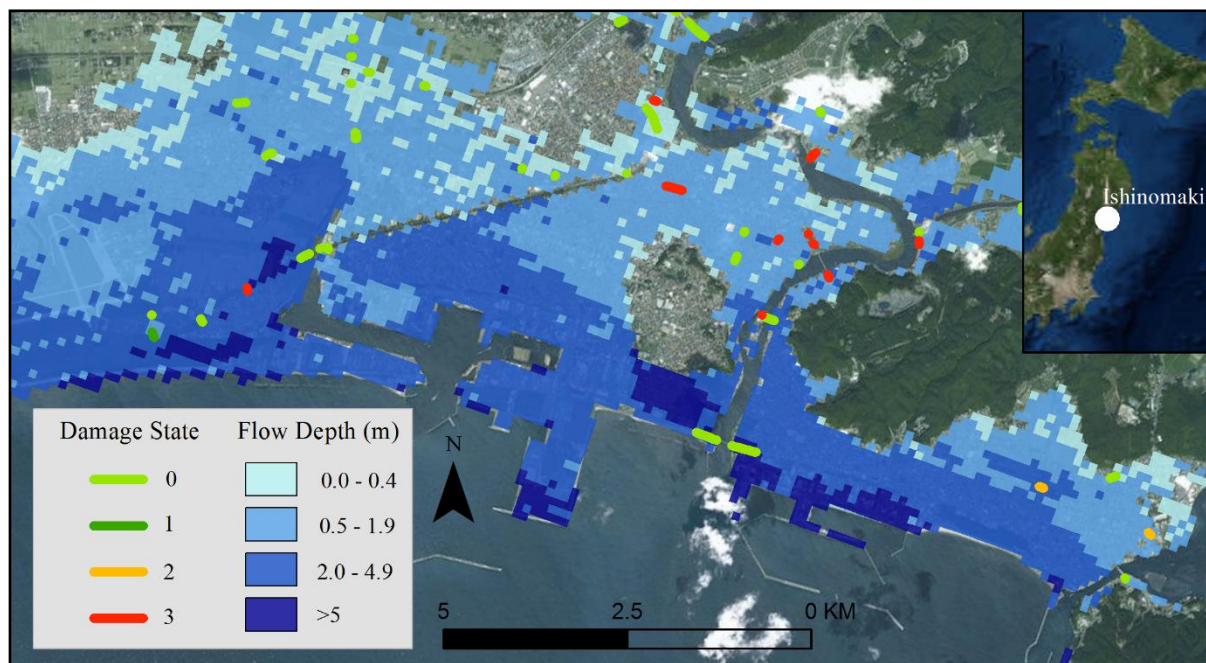 Ishinomaki
Damage State Flow Depth (m)
0 0.0 - 0.4
1 0.5 - 1.9
2 2.0 - 4.9
3 >5
N
5 2.5 0 KM